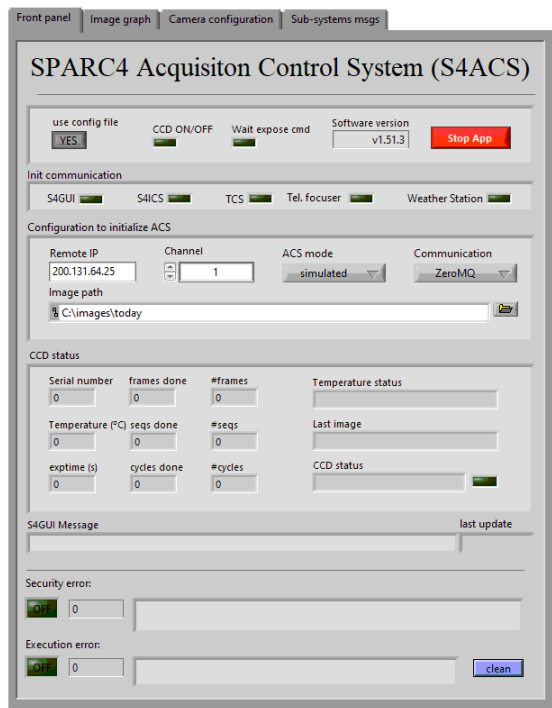 Front panel Image graph Camera configuration Sub-systems msgs
SPARC4 Acquisiton Control System (S4ACS)
use config file CCD ON/OFF Wait expose cmd Software version
YES v1.51.3 Stop App
Init communication
S4GUI S4ICS TCS Tel. focuser Weather Station
Configuration to initialize ACS
Remote IP Channel ACS mode Communication
200.131.64.25 1 simulated ZeroMQ
Image path
C:\images\today
CCD status
Serial number frames done #frames Temperature status
0 0 0
Temperature (ºC) seqs done #seqs Last image
0 0 0
exptime (s) cycles done #cycles CCD status
0 0 0
S4GUI Message last update
Security error:
OFF 0
Execution error:
OFF 0 clean